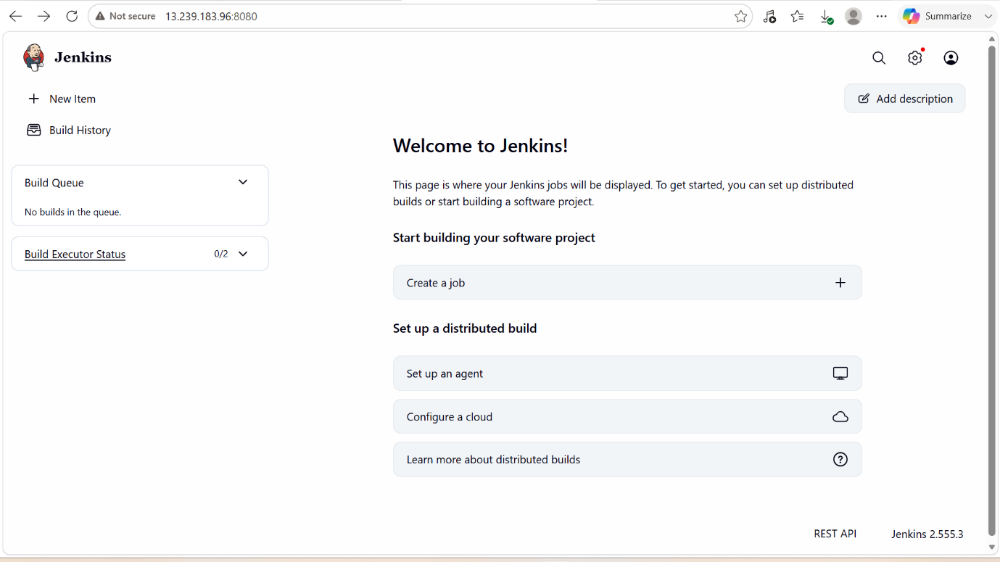 Not secure 13.239.183.96:8080
Summarize
Jenkins
New Item
Add description
Build History
Welcome to Jenkins!
Build Queue
No builds in the queue.
This page is where your Jenkins jobs will be displayed. To get started, you can set up distributed
builds or start building a software project.
Start building your software project
Build Executor Status 0/2
Create a job
Set up a distributed build
Set up an agent
Configure a cloud
Learn more about distributed builds
REST API Jenkins 2.555.3